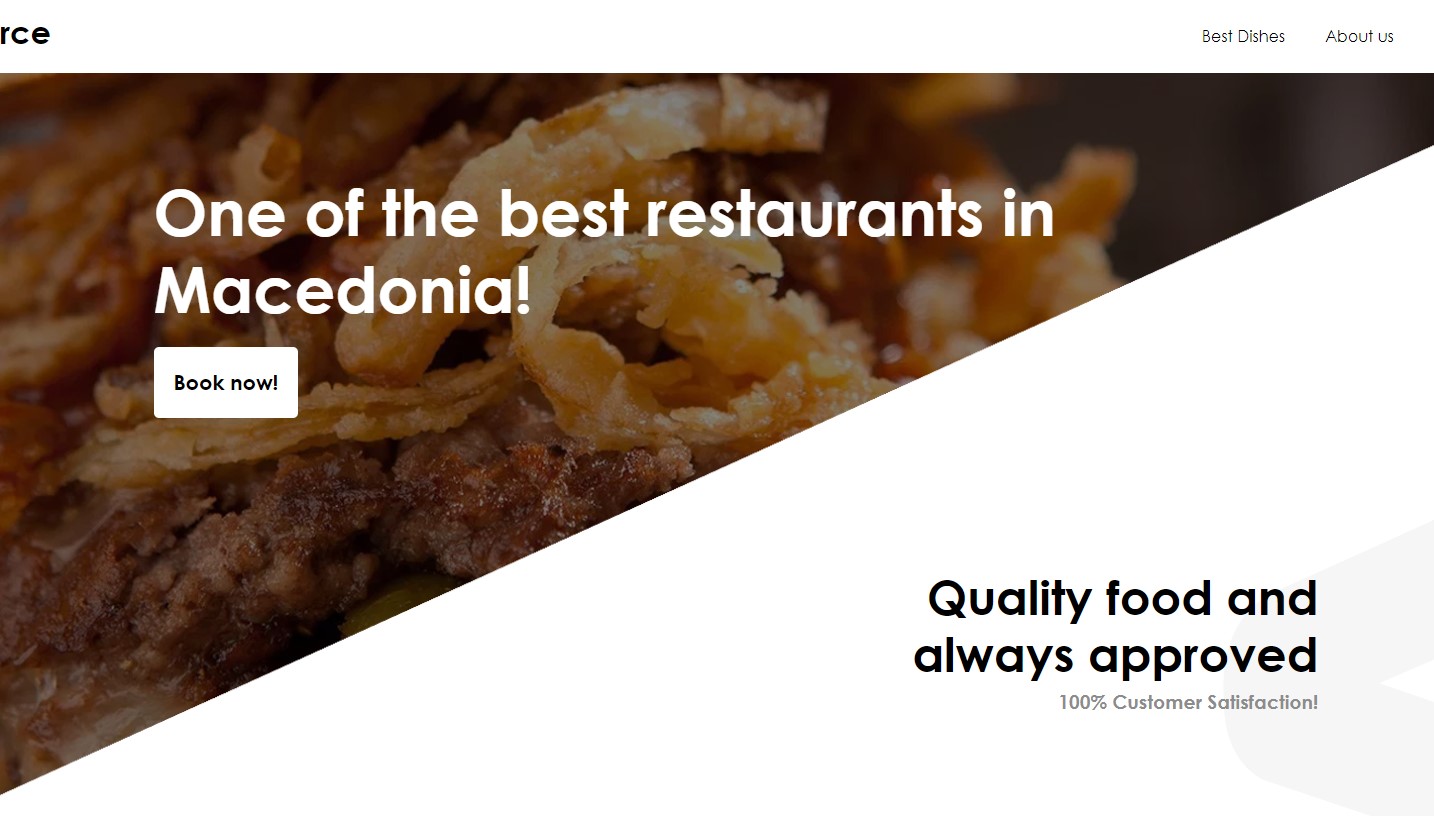 rce
Best Dishes
About us
One of the best restaurants in
Macedonia!
Book now!
Quality food and
always approved
100% Customer Satisfaction!